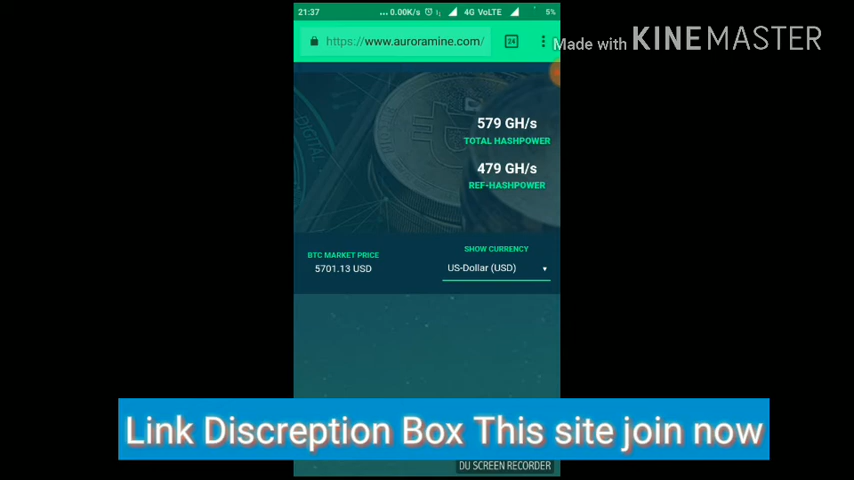 21:37 ... 0.00K/s 4G VoLTE 5%
https://www.auroramine.com/ 24
Made with KINEMASTER
579 GH/s
TOTAL HASHPOWER
479 GH/s
REF-HASHPOWER
SHOW CURRENCY
BTC MARKET PRICE
US-Dollar (USD)
5701.13 USD
Link Discreption Box This site join now
DU SCREEN RECORDER